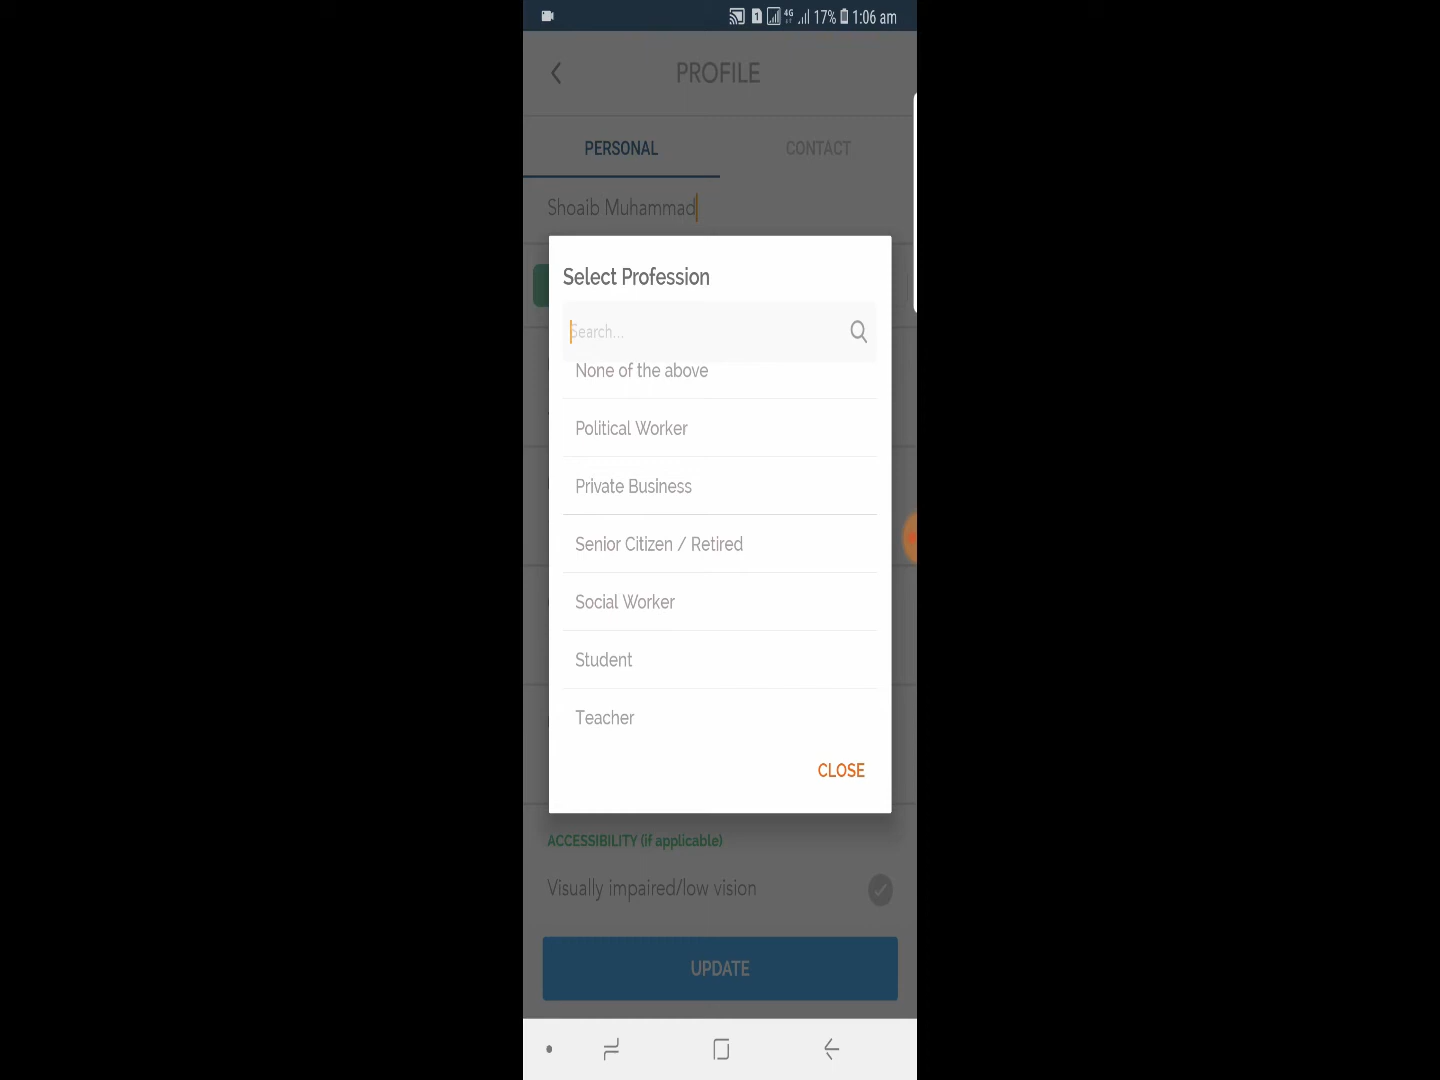 4G 17% 1:06 am
PROFILE
PERSONAL CONTACT
Shoaib Muhammad
Select Profession
Search...
None of the above
Political Worker
Private Business
Senior Citizen / Retired
Social Worker
Student
Teacher
CLOSE
ACCESSIBILITY (if applicable)
Visually impaired/low vision
UPDATE